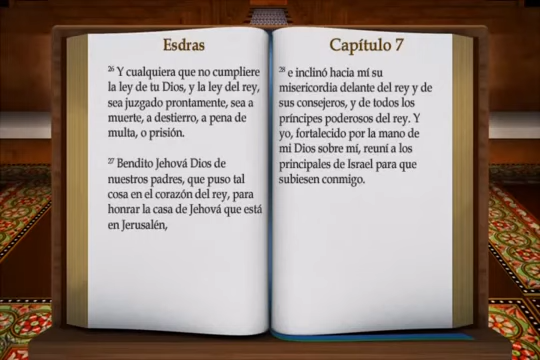 Esdras
²⁶ Y cualquiera que no cumpliere
la ley de tu Dios, y la ley del rey,
sea juzgado prontamente, sea a
muerte, a destierro, a pena de
multa, o prisión.
²⁷ Bendito Jehová Dios de
nuestros padres, que puso tal
cosa en el corazón del rey, para
honrar la casa de Jehová que está
en Jerusalén,
Capítulo 7
²⁸ e inclinó hacia mí su
misericordia delante del rey y de
sus consejeros, y de todos los
príncipes poderosos del rey. Y
yo, fortalecido por la mano de
mi Dios sobre mí, reuní a los
principales de Israel para que
subiesen conmigo.